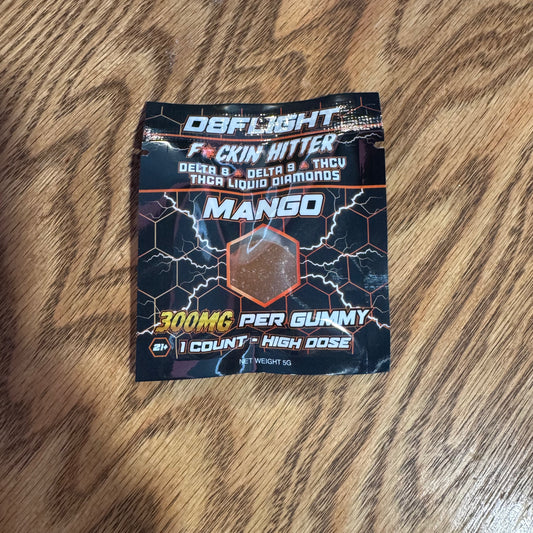 D8FLIGHT
F*CKIN HITTER
DELTA 8 DELTA 9 THCV
THCA LIQUID DIAMONDS
MANGO
300MG PER GUMMY
21+ 1 COUNT - HIGH DOSE
NET WEIGHT 5G